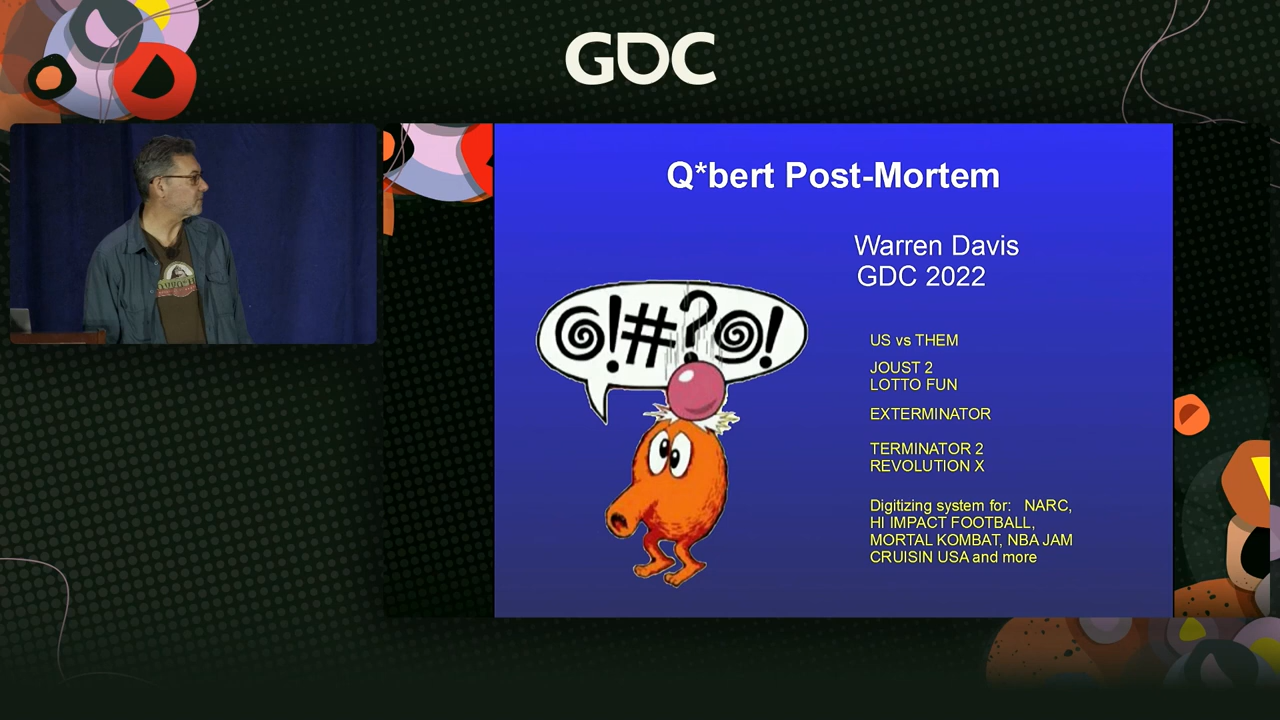 GDC
Q*bert Post-Mortem
Warren Davis
GDC 2022
@!#?@!
US vs THEM
JOUST 2
LOTTO FUN
EXTERMINATOR
TERMINATOR 2
REVOLUTION X
Digitizing system for: NARC,
HI IMPACT FOOTBALL,
MORTAL KOMBAT, NBA JAM
CRUISIN USA and more